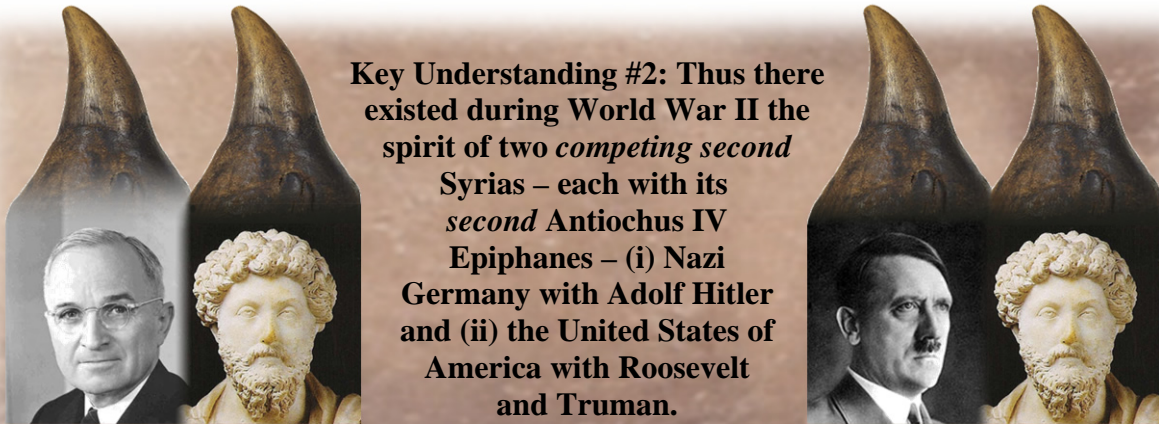 Key Understanding #2: Thus there
existed during World War II the
spirit of two competing second
Syrias – each with its
second Antiochus IV
Epiphanes – (i) Nazi
Germany with Adolf Hitler
and (ii) the United States of
America with Roosevelt
and Truman.